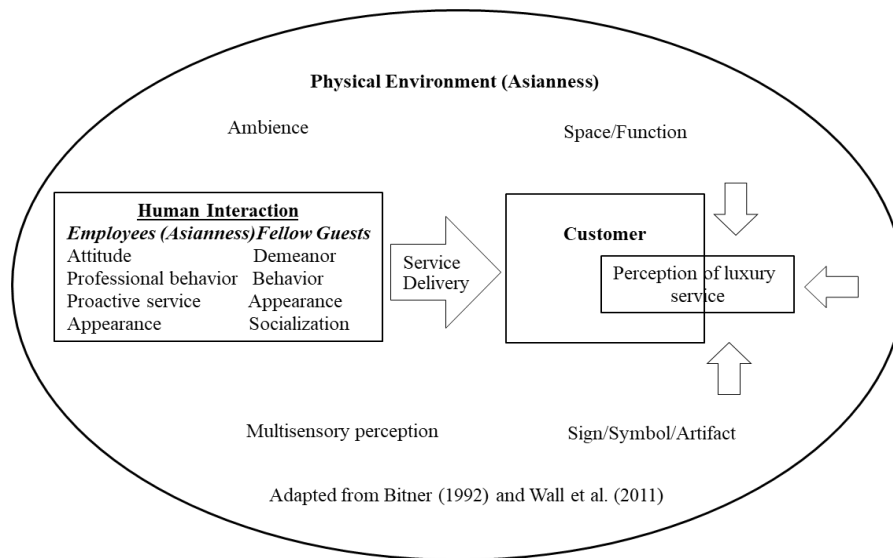 Physical Environment (Asianness)
Ambience
Space/Function
Human Interaction
Employees (Asianness)Fellow Guests
Attitude Demeanor
Professional behavior Behavior
Proactive service Appearance
Appearance Socialization
Service
Delivery
Customer
Perception of luxury
service
Multisensory perception
Sign/Symbol/Artifact
Adapted from Bitner (1992) and Wall et al. (2011)